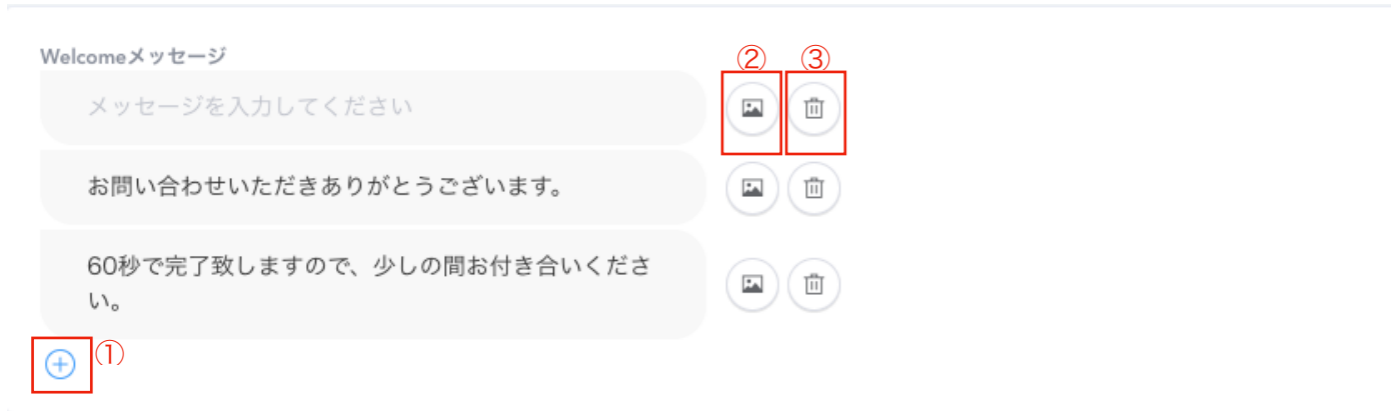 Welcomeメッセージ
② ③
メッセージを入力してください
お問い合わせいただきありがとうございます。
60秒で完了致しますので、少しの間お付き合いくださ
い。
①